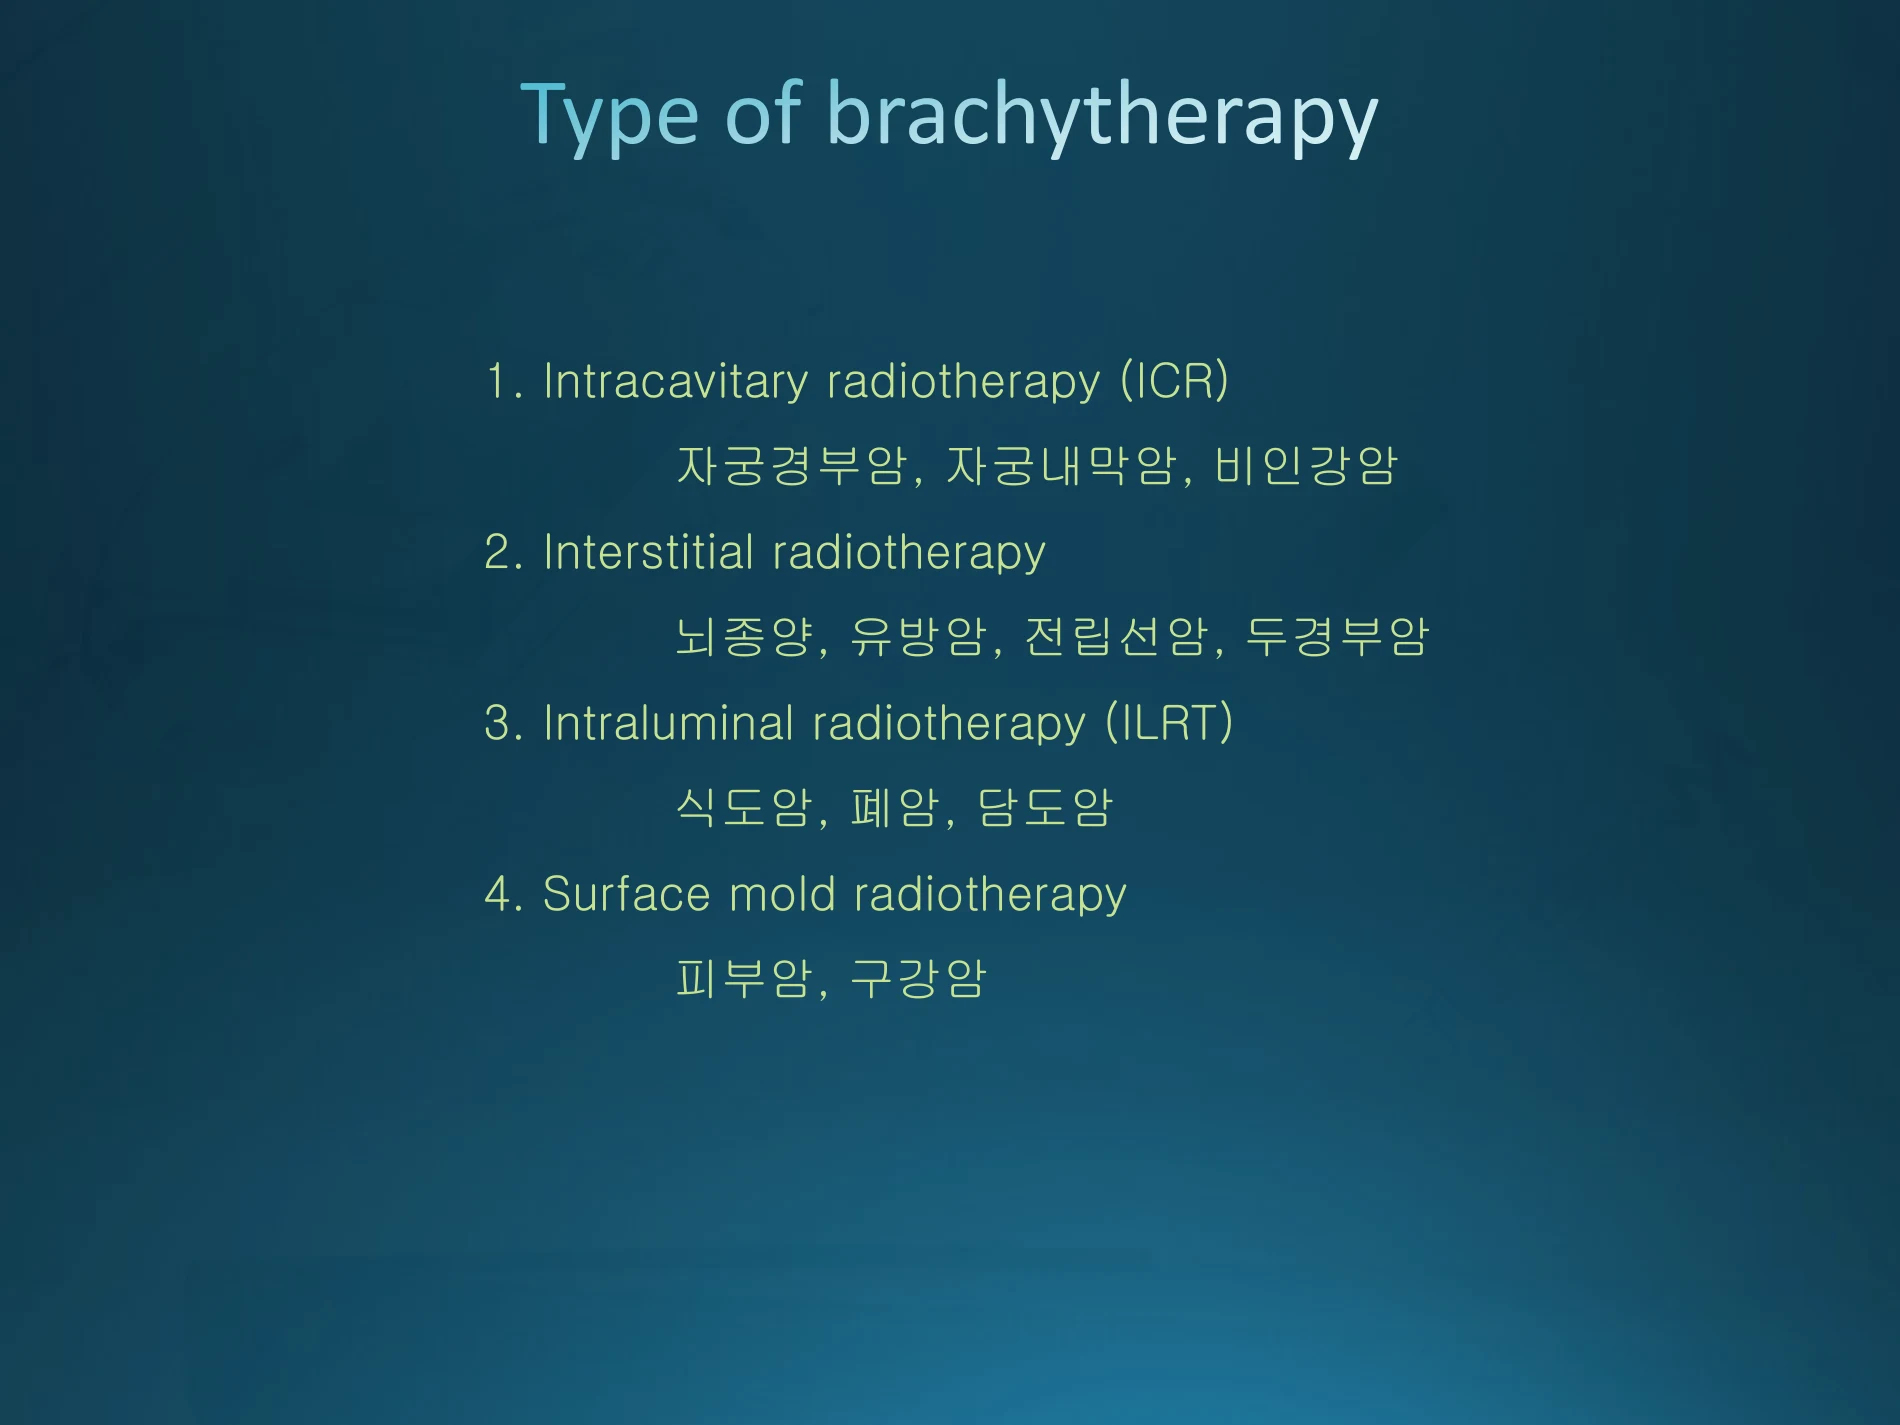 Type of brachytherapy
1. Intracavitary radiotherapy (ICR)
자궁경부암, 자궁내막암, 비인강암
2. Interstitial radiotherapy
뇌종양, 유방암, 전립선암, 두경부암
3. Intraluminal radiotherapy (ILRT)
식도암, 폐암, 담도암
4. Surface mold radiotherapy
피부암, 구강암